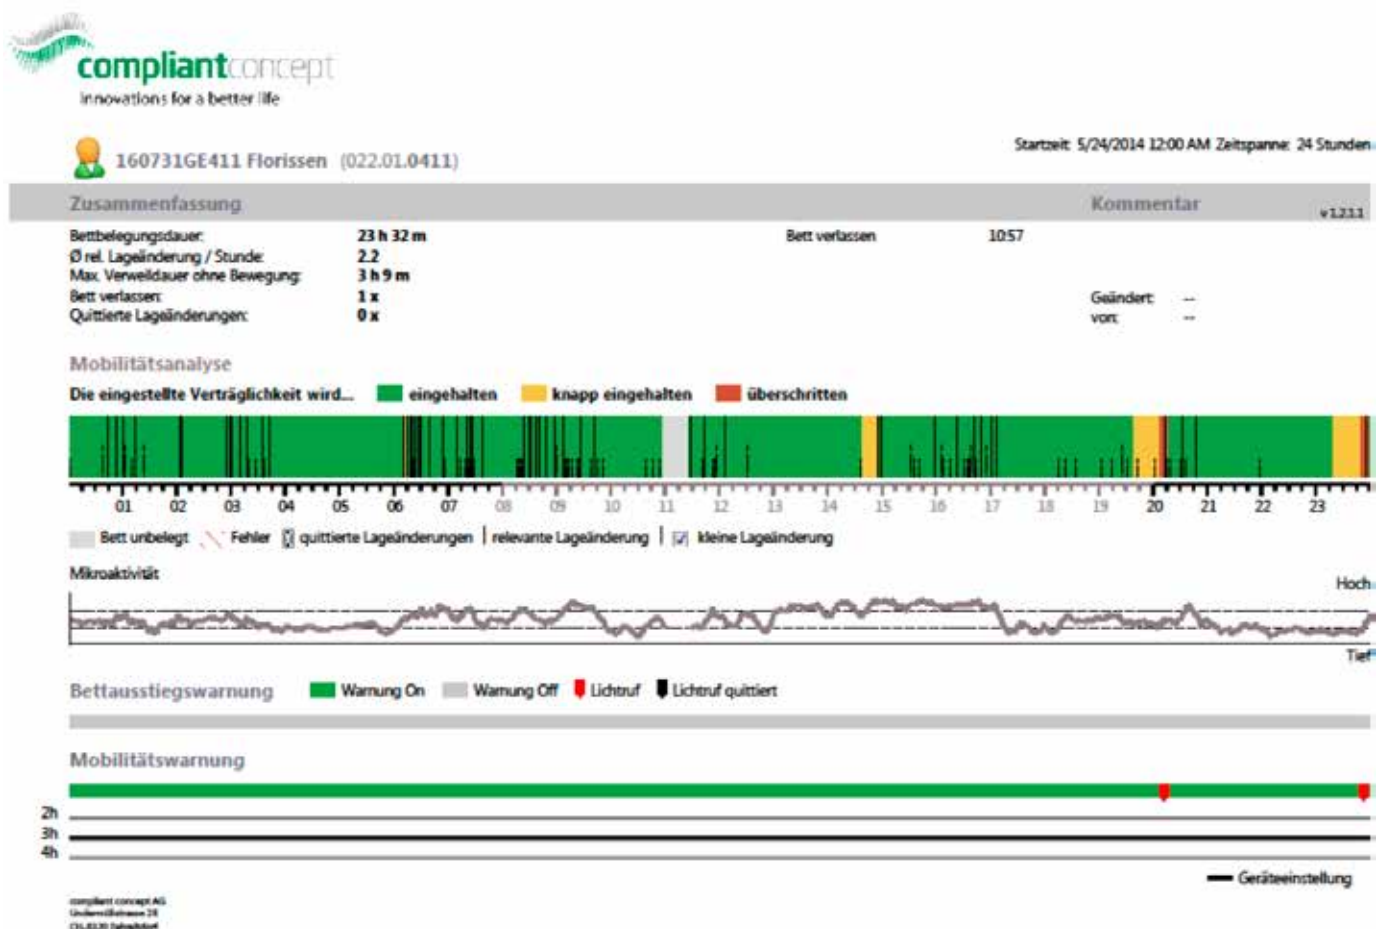 compliantconcept
innovations for a better life
160731GE411 Florissen (022.01.0411)
Startzeit: 5/24/2014 12:00 AM Zeitspanne: 24 Stunden
Zusammenfassung
Kommentar
v 1.2.1.1
Bettbelegungsdauer: 23 h 32 m
Bett verlassen 10:57
Ø rel. Lageänderung / Stunde: 2.2
Max. Verweildauer ohne Bewegung: 3 h 9 m
Bett verlassen: 1 x
Geändert: --
Quittierte Lageänderungen: 0 x
von: --
Mobilitätsanalyse
Die eingestellte Verträglichkeit wird... eingehalten knapp eingehalten überschritten
01 02 03 04 05 06 07 08 09 10 11 12 13 14 15 16 17 18 19 20 21 22 23
Bett unbelegt Fehler quittierte Lageänderungen relevante Lageänderung kleine Lageänderung
Mikroaktivität
Hoch
Tief
Bettausstiegswarnung Warnung On Warnung Off Lichtruf Lichtruf quittiert
Mobilitätswarnung
2h
3h
4h
Geräteeinstellung
compliant concept AG